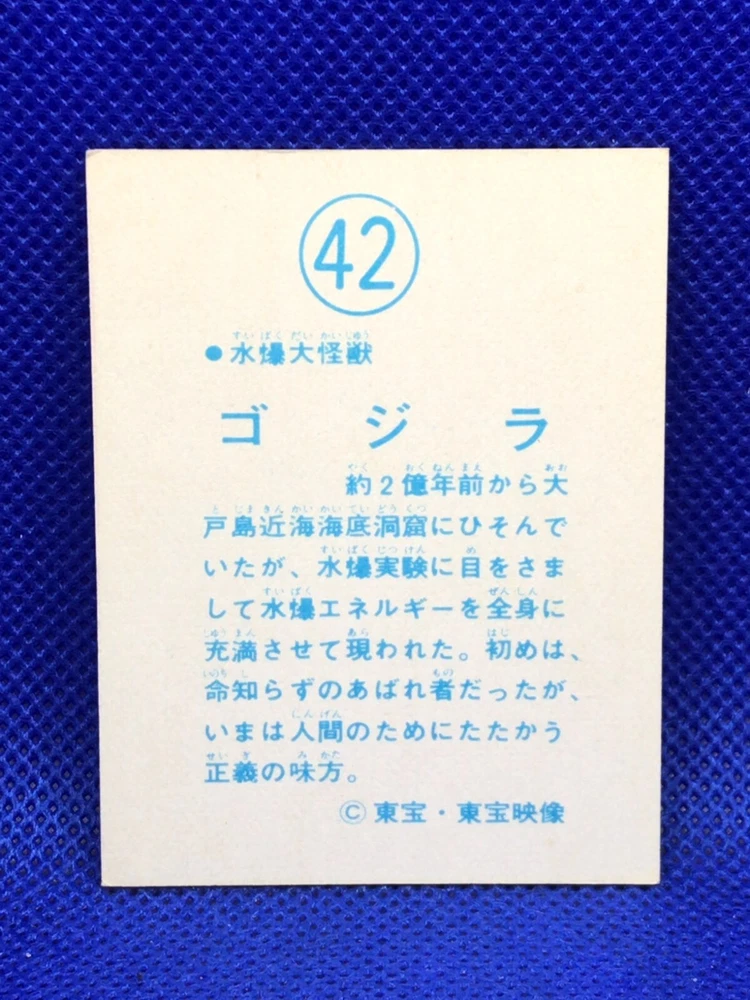 42
●水爆大怪獣
ゴジラ
約2億年前から大
戸島近海海底洞窟にひそんで
いたが、水爆実験に目をさま
して水爆エネルギーを全身に
充満させて現われた。初めは、
命知らずのあばれ者だったが、
いまは人間のためにたたかう
正義の味方。
©東宝・東宝映像